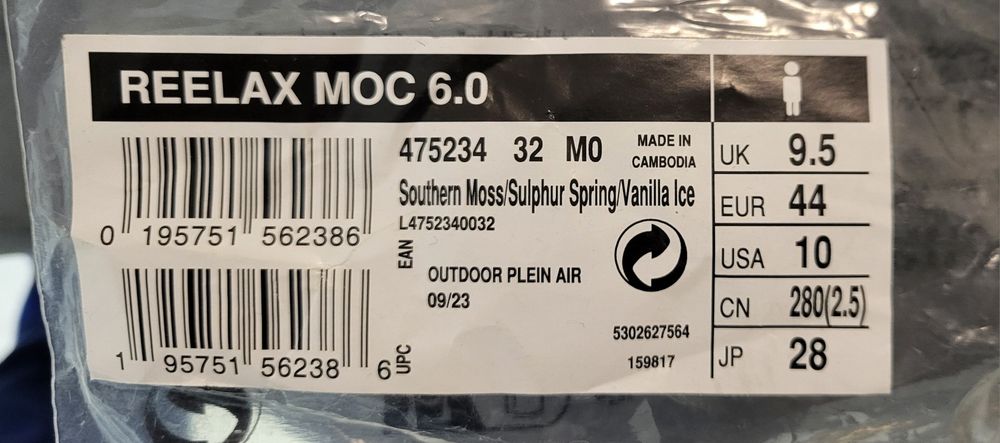 REELAX MOC 6.0
475234 32 M0
MADE IN
CAMBODIA
Southern Moss/Sulphur Spring/Vanilla Ice
L4752340032
0 195751 562386
EAN
OUTDOOR PLEIN AIR
09/23
5302627564
159817
1 95751 56238 6
UPC
UK 9.5
EUR 44
USA 10
CN 280(2.5)
JP 28